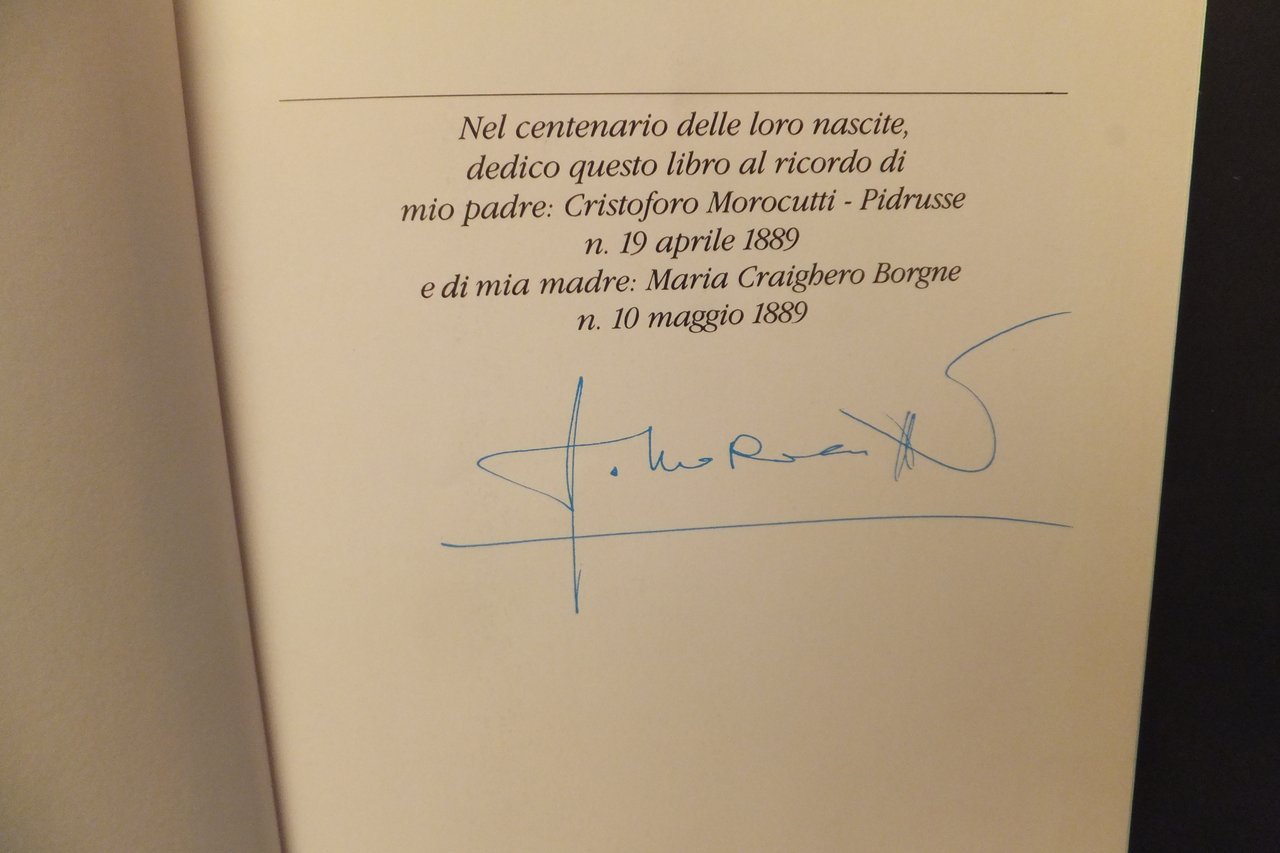 Nel centenario delle loro nascite,
dedico questo libro al ricordo di
mio padre: Cristoforo Morocutti - Pidrusse
n. 19 aprile 1889
e di mia madre: Maria Craighero Borgne
n. 10 maggio 1889